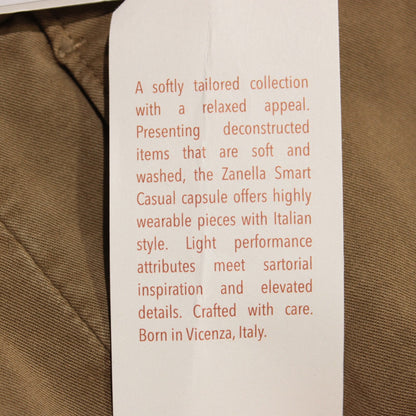 A softly tailored collection
with a relaxed appeal.
Presenting deconstructed
items that are soft and
washed, the Zanella Smart
Casual capsule offers highly
wearable pieces with Italian
style. Light performance
attributes meet sartorial
inspiration and elevated
details. Crafted with care.
Born in Vicenza, Italy.